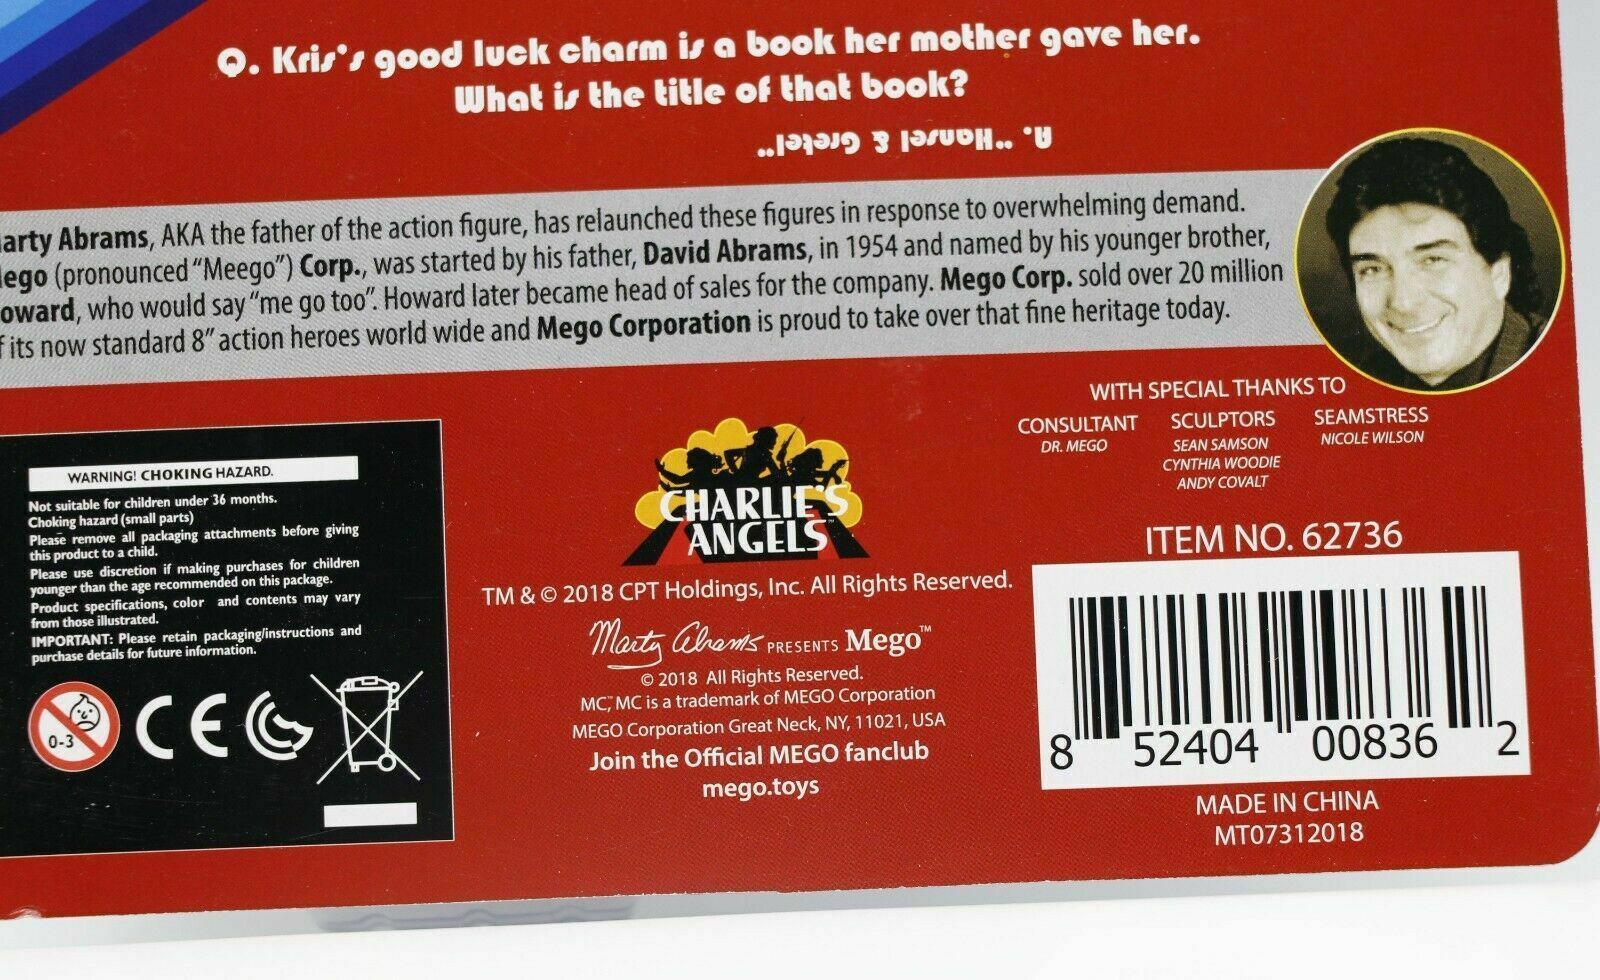 Q. Kris's good luck charm is a book her mother gave her.
What is the title of that book?
A. "Hansel & Gretel"
arty Abrams, AKA the father of the action figure, has relaunched these figures in response to overwhelming demand.
ego (pronounced "Meego") Corp., was started by his father, David Abrams, in 1954 and named by his younger brother,
oward, who would say "me go too". Howard later became head of sales for the company. Mego Corp. sold over 20 million
f its now standard 8" action heroes world wide and Mego Corporation is proud to take over that fine heritage today.
WARNING! CHOKING HAZARD.
Not suitable for children under 36 months.
Choking hazard (small parts)
Please remove all packaging attachments before giving
this product to a child.
Please use discretion if making purchases for children
younger than the age recommended on this package.
Product specifications, color and contents may vary
from those illustrated.
IMPORTANT: Please retain packaging/instructions and
purchase details for future information.
0-3
CE
CHARLIE'S
ANGELS™
TM & © 2018 CPT Holdings, Inc. All Rights Reserved.
Marty Abrams PRESENTS Mego™
© 2018 All Rights Reserved.
MC,™ MC is a trademark of MEGO Corporation
MEGO Corporation Great Neck, NY, 11021, USA
Join the Official MEGO fanclub
mego.toys
WITH SPECIAL THANKS TO
CONSULTANT
DR. MEGO
SCULPTORS
SEAN SAMSON
CYNTHIA WOODIE
ANDY COVALT
SEAMSTRESS
NICOLE WILSON
ITEM NO. 62736
8 52404 00836 2
MADE IN CHINA
MT07312018